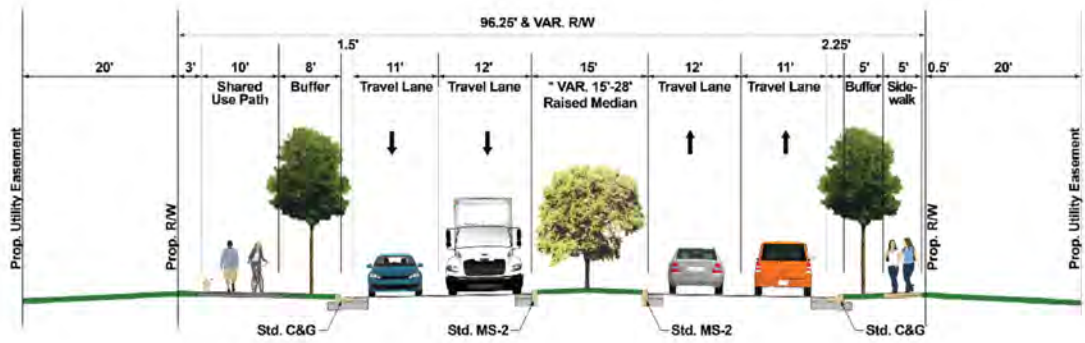 96.25' & VAR. R/W
1.5'
2.25'
20'
3'
10'
8'
11'
12'
15'
12'
11'
5'
5'
0.5'
20'
Shared
Use Path
Buffer
Travel Lane
Travel Lane
* VAR. 15'-28'
Raised Median
Travel Lane
Travel Lane
Buffer
Side-
walk
Prop. Utility Easement
Prop. R/W
Prop. R/W
Prop. Utility Easement
Std. C&G
Std. MS-2
Std. MS-2
Std. C&G